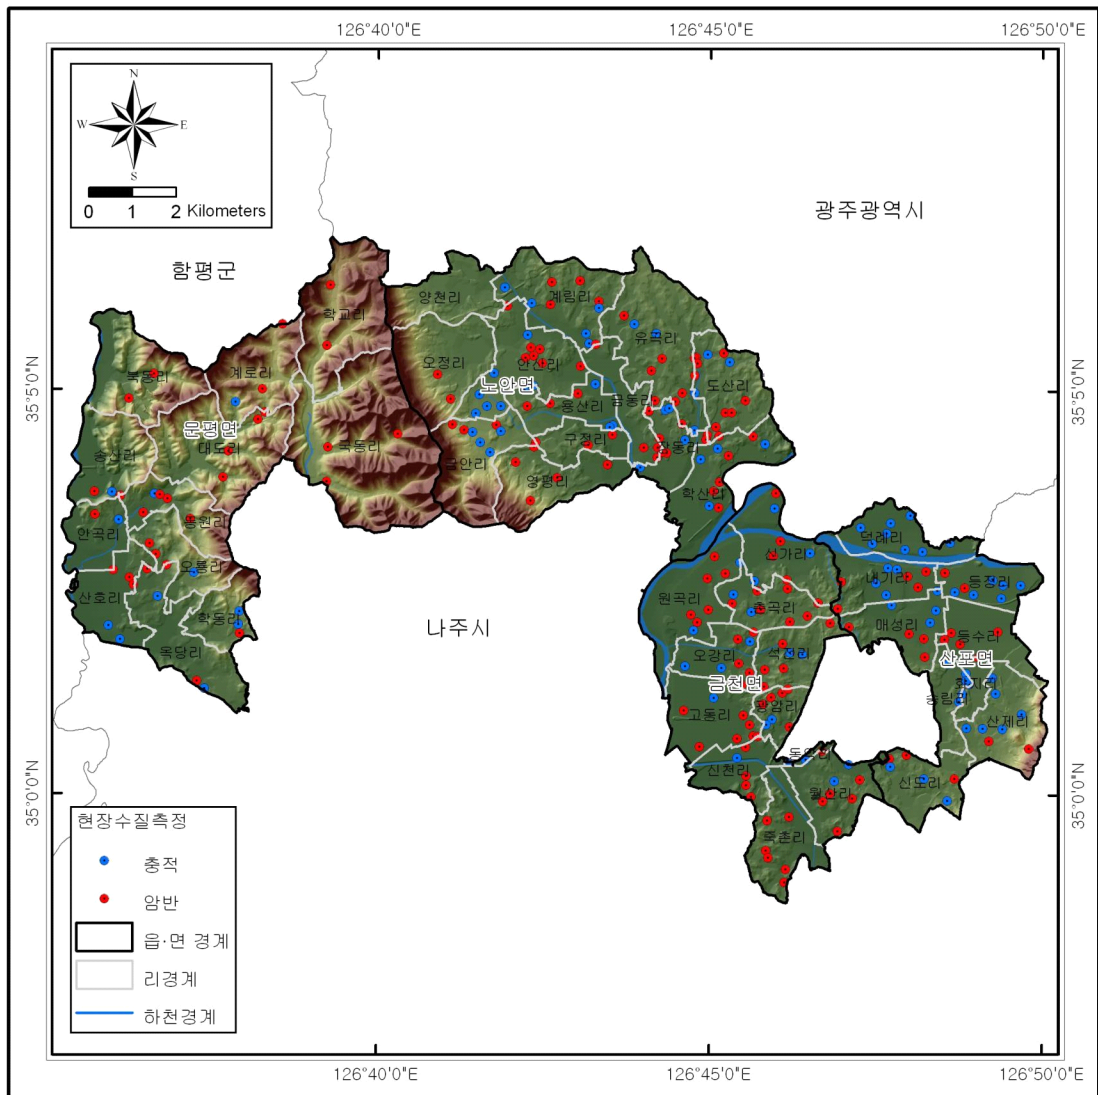 126°40'0"E
126°45'0"E
126°50'0"E
N
W
E
S
0 1 2 Kilometers
광주광역시
함평군
35°5'0"N
35°5'0"N
학교리
양천리
계림리
유곡리
북동리
계로리
오정리
안산리
노안면
도산리
용산리
금동리
문평면
대도리
국동리
구정리
장동리
송산리
금안리
영평리
학산리
안곡리
옹원리
오룡리
산호리
학동리
옥당리
나주시
덕례리
선가리
내기리
등정리
원곡리
촌곡리
매성리
등수리
오강리
석전리
산포면
금천면
화지리
송림리
고동리
광암리
산제리
동악리
신천리
신도리
월산리
죽촌리
35°0'0"N
35°0'0"N
현장수질측정
충적
암반
읍·면 경계
리경계
하천경계
126°40'0"E
126°45'0"E
126°50'0"E